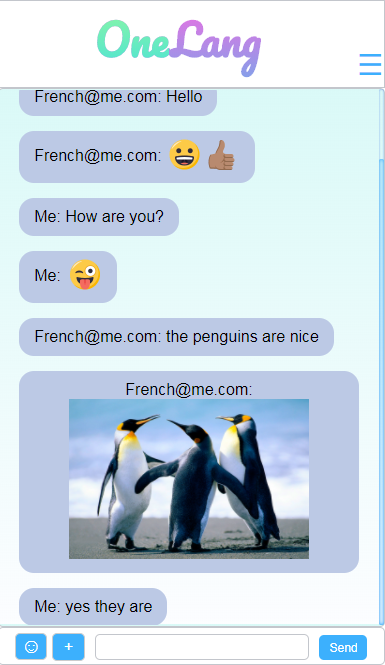 OneLang
French@me.com: Hello
French@me.com: 😀 👍🏽
Me: How are you?
Me: 😜
French@me.com: the penguins are nice
French@me.com:
Me: yes they are
+
Send